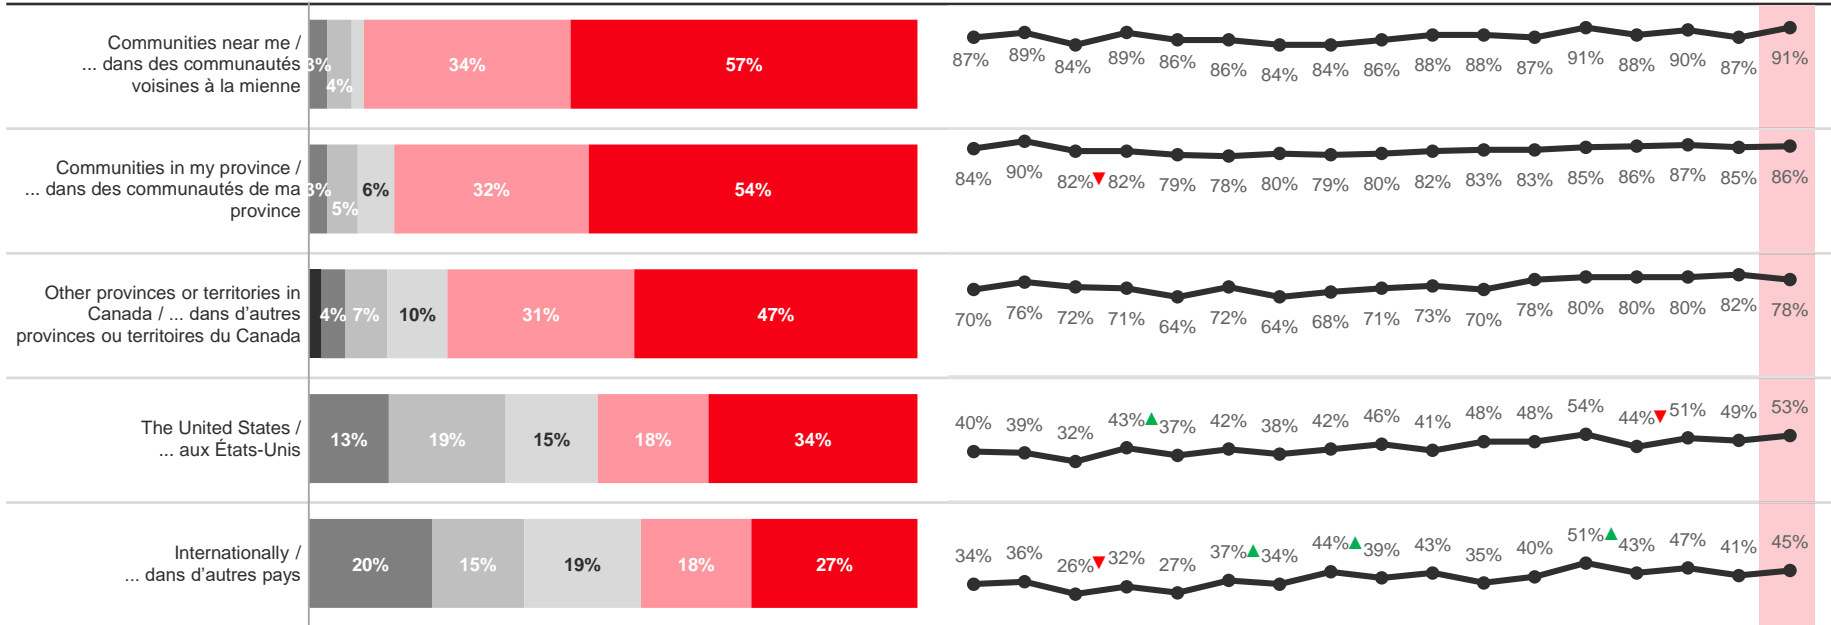 Communities near me /
... dans des communautés
voisines à la mienne
3%
4%
34%
57%
87% 89% 84% 89% 86% 86% 84% 84% 86% 88% 88% 87% 91% 88% 90% 87% 91%
Communities in my province /
... dans des communautés de ma
province
3%
5%
6%
32%
54%
84% 90% 82% 82% 79% 78% 80% 79% 80% 82% 83% 83% 85% 86% 87% 85% 86%
Other provinces or territories in
Canada / ... dans d'autres
provinces ou territoires du Canada
4% 7% 10% 31% 47%
70% 76% 72% 71% 64% 72% 64% 68% 71% 73% 70% 78% 80% 80% 80% 82% 78%
The United States /
... aux États-Unis
13% 19% 15% 18% 34%
40% 39% 32% 43% 37% 42% 38% 42% 46% 41% 48% 48% 54% 44% 51% 49% 53%
Internationally /
... dans d'autres pays
20% 15% 19% 18% 27%
34% 36% 26% 32% 27% 37% 34% 44% 39% 43% 35% 40% 51% 43% 47% 41% 45%